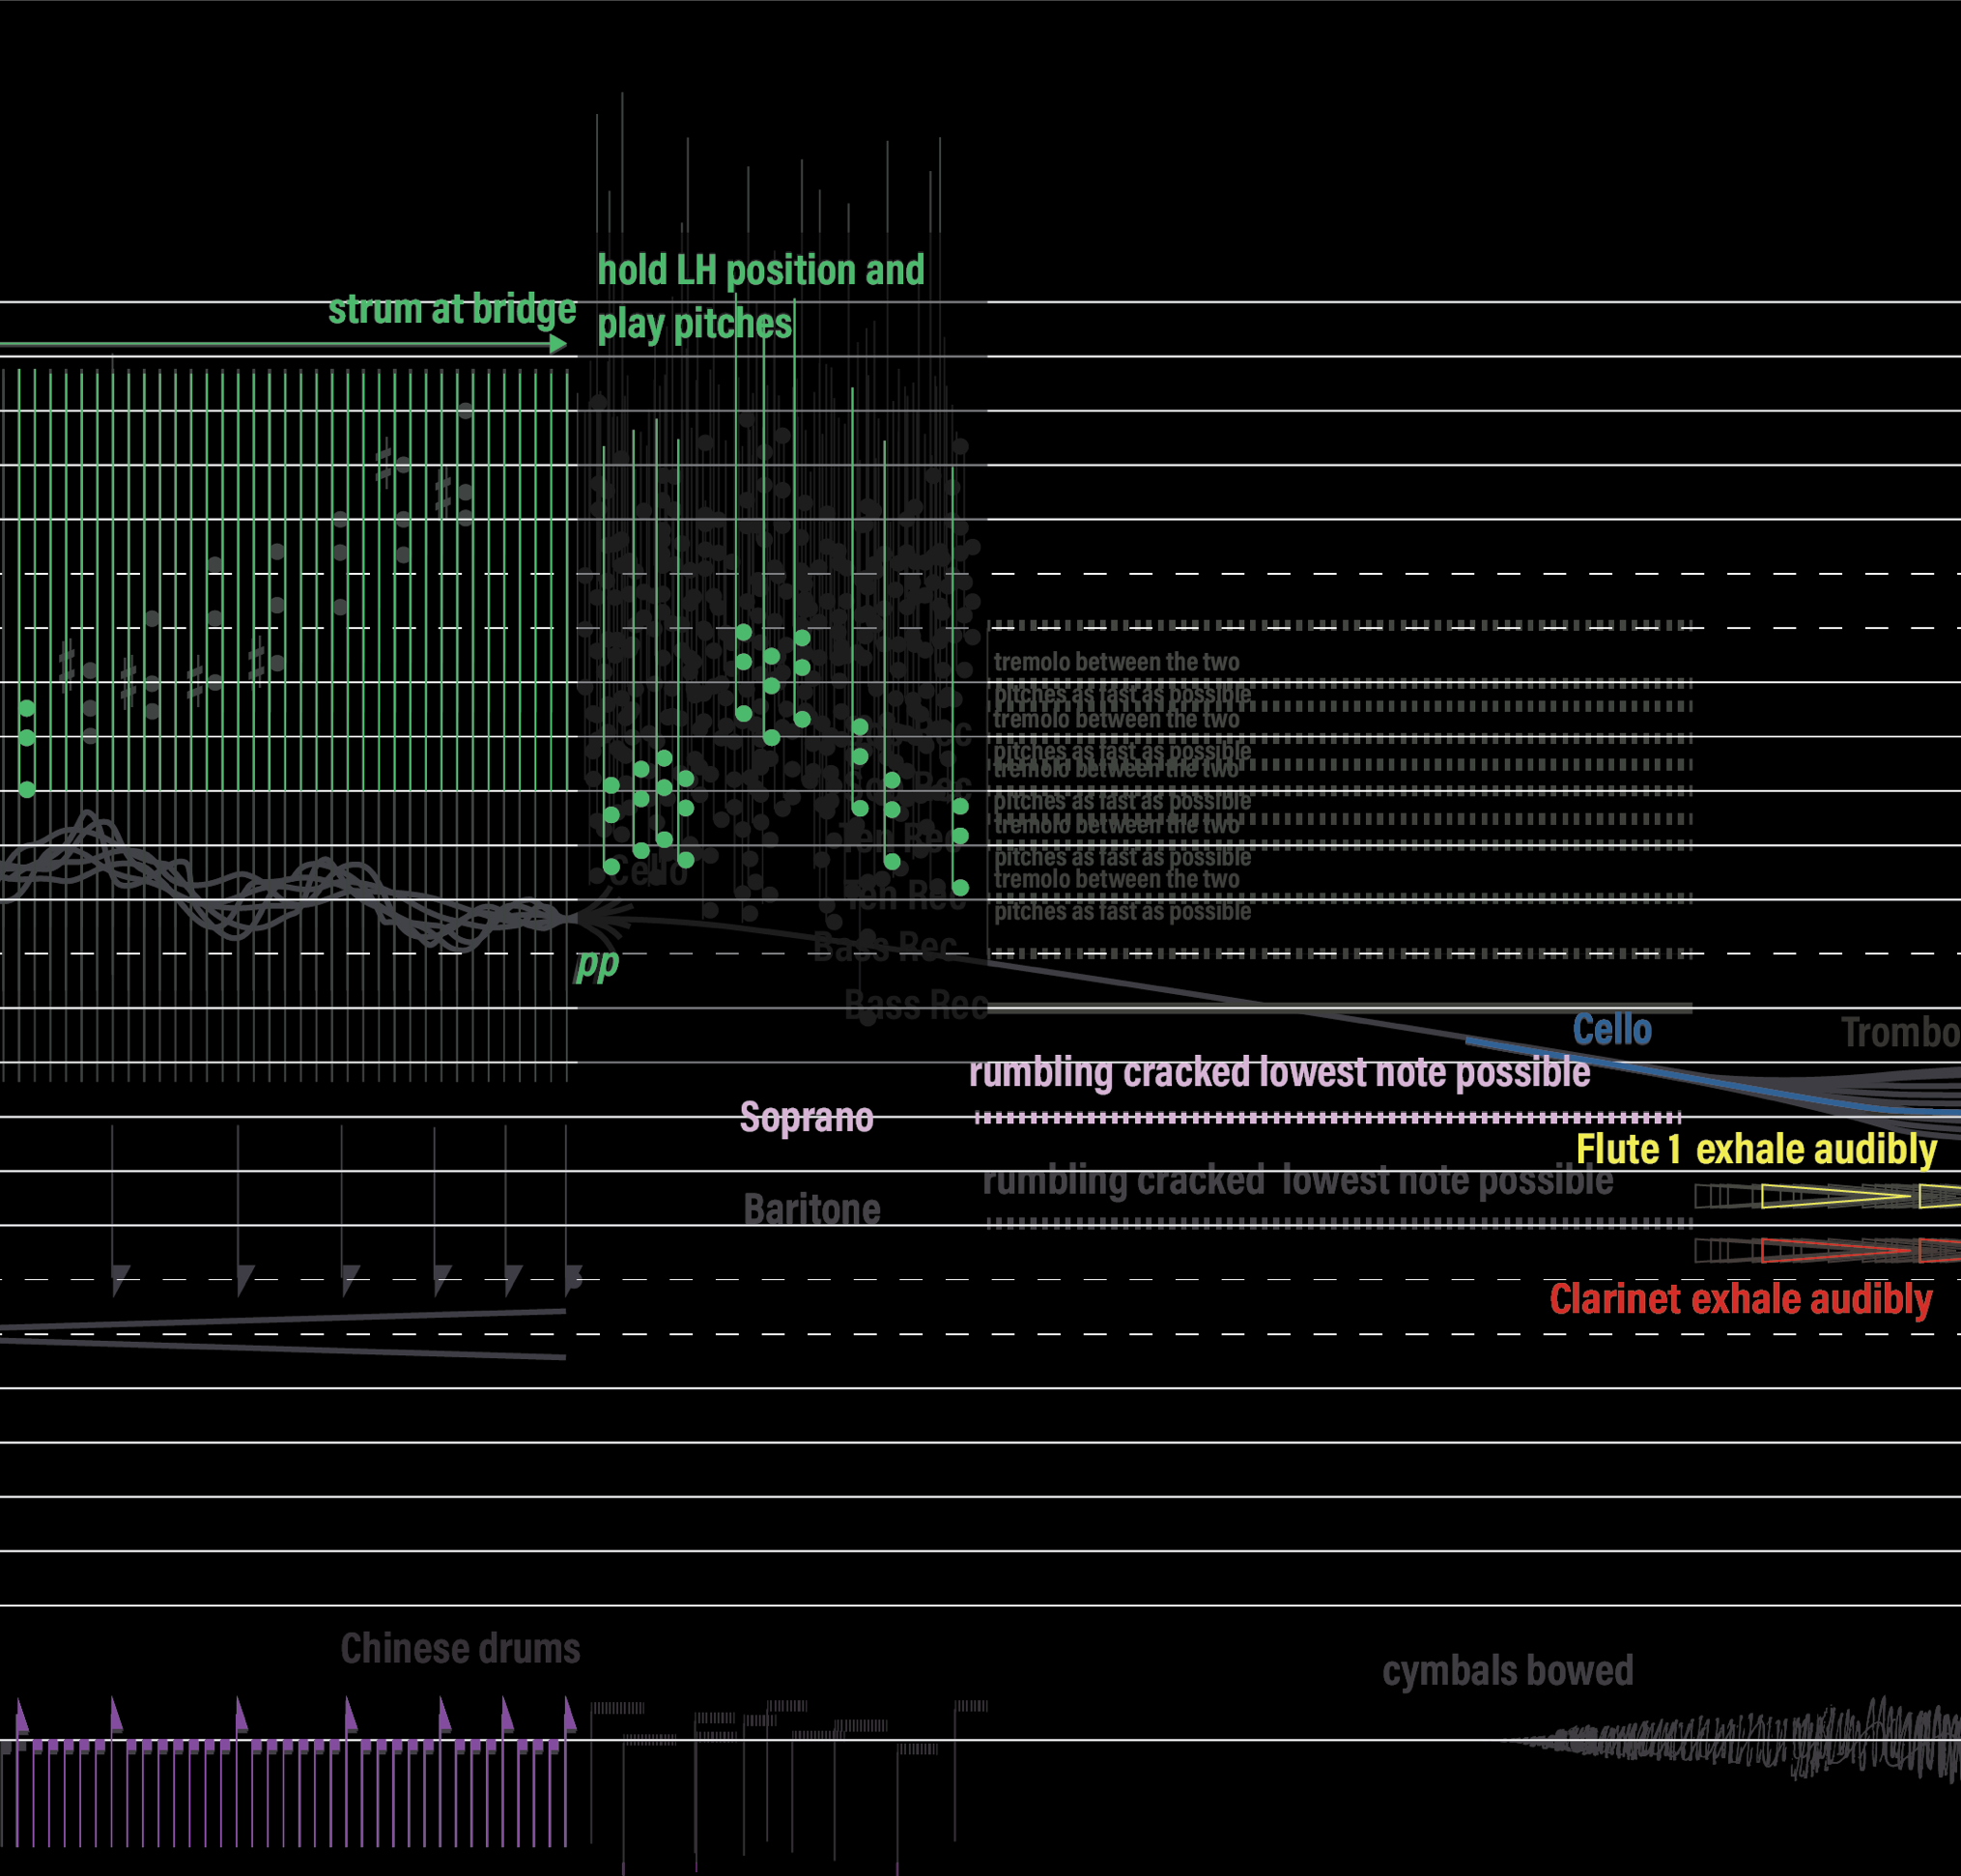 hold LH position and
play pitches
strum at bridge
tremolo between the two
pitches as fast as possible
tremolo between the two
pitches as fast as possible
tremolo between the two
pitches as fast as possible
tremolo between the two
pitches as fast as possible
tremolo between the two
pitches as fast as possible
Rec
Ten Rec
Cello
Ten Rec
Bass Rec
pp
Bass Rec
Cello
Trombo
rumbling cracked lowest note possible
Soprano
Flute 1 exhale audibly
rumbling cracked lowest note possible
Baritone
Clarinet exhale audibly
Chinese drums
cymbals bowed